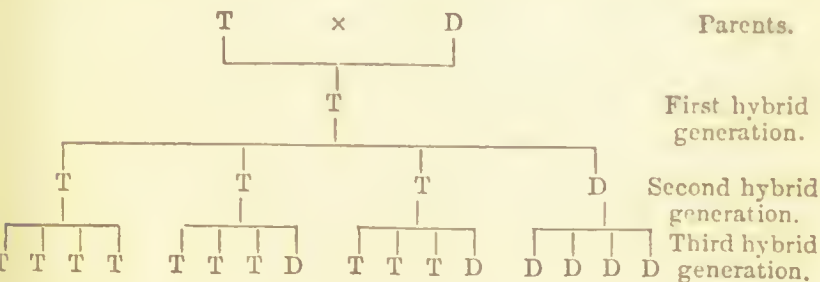 T × D Parents.
T First hybrid
generation.
T T T D Second hybrid
generation.
T T T T T T T D T T T D D D D D Third hybrid
generation.